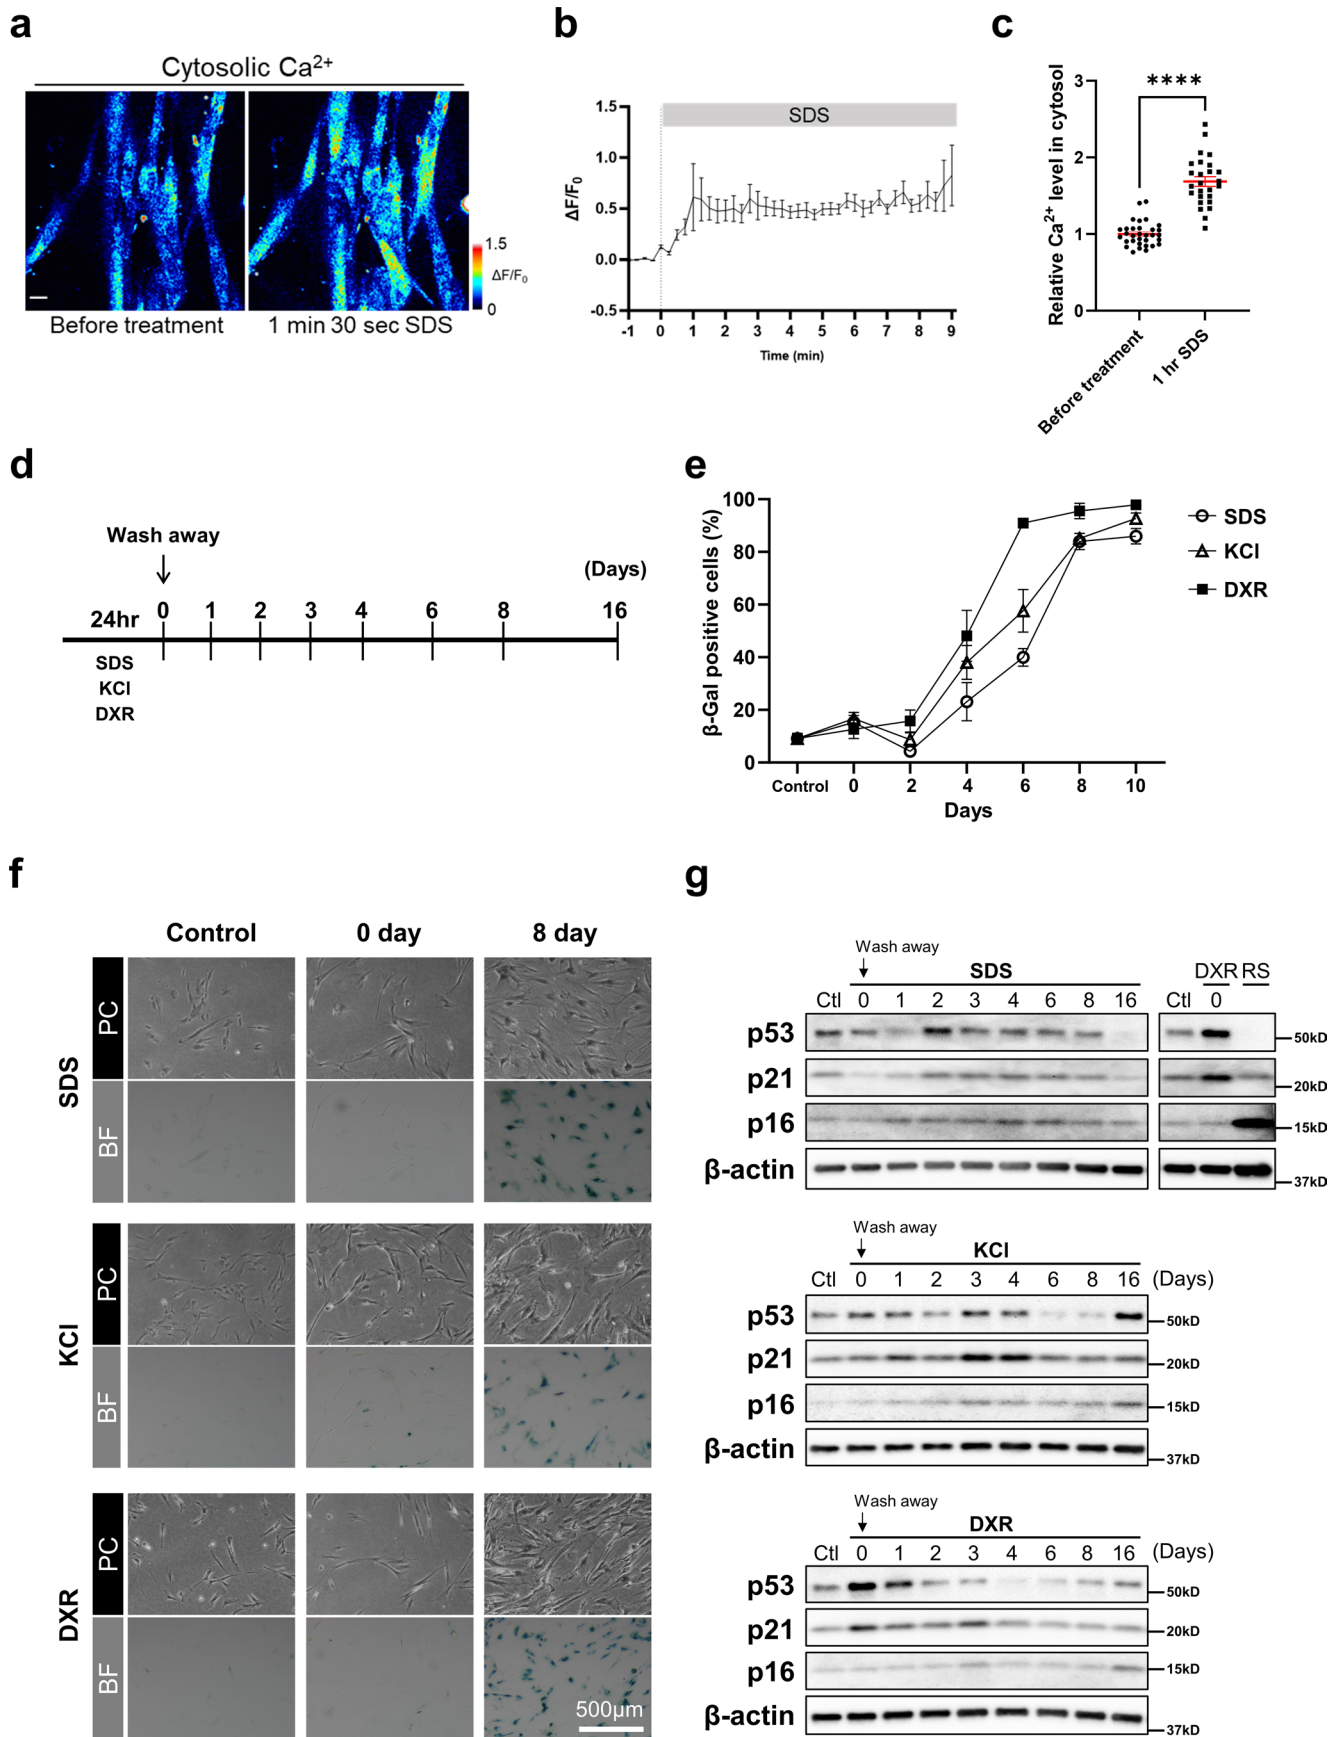 a
Cytosolic Ca2+
1.5
ΔF/F0
0
Before treatment
1 min 30 sec SDS
b
SDS
1.5
1.0
0.5
0.0
-0.5
ΔF/F0
-1 0 1 2 3 4 5 6 7 8 9
Time (min)
c
****
3
2
1
0
Relative Ca2+ level in cytosol
Before treatment
1 hr SDS
d
Wash away
(Days)
24hr 0 1 2 3 4 6 8 16
SDS
KCl
DXR
e
100
80
60
40
20
0
β-Gal positive cells (%)
Control 0 2 4 6 8 10
Days
SDS
KCl
DXR
f
Control 0 day 8 day
SDS
PC
BF
KCl
PC
BF
DXR
PC
BF
500μm
g
Wash away
SDS
DXR RS
Ctl 0 1 2 3 4 6 8 16 Ctl 0
p53 50kD
p21 20kD
p16 15kD
β-actin 37kD
Wash away
KCl
Ctl 0 1 2 3 4 6 8 16 (Days)
p53 50kD
p21 20kD
p16 15kD
β-actin 37kD
Wash away
DXR
Ctl 0 1 2 3 4 6 8 16 (Days)
p53 50kD
p21 20kD
p16 15kD
β-actin 37kD